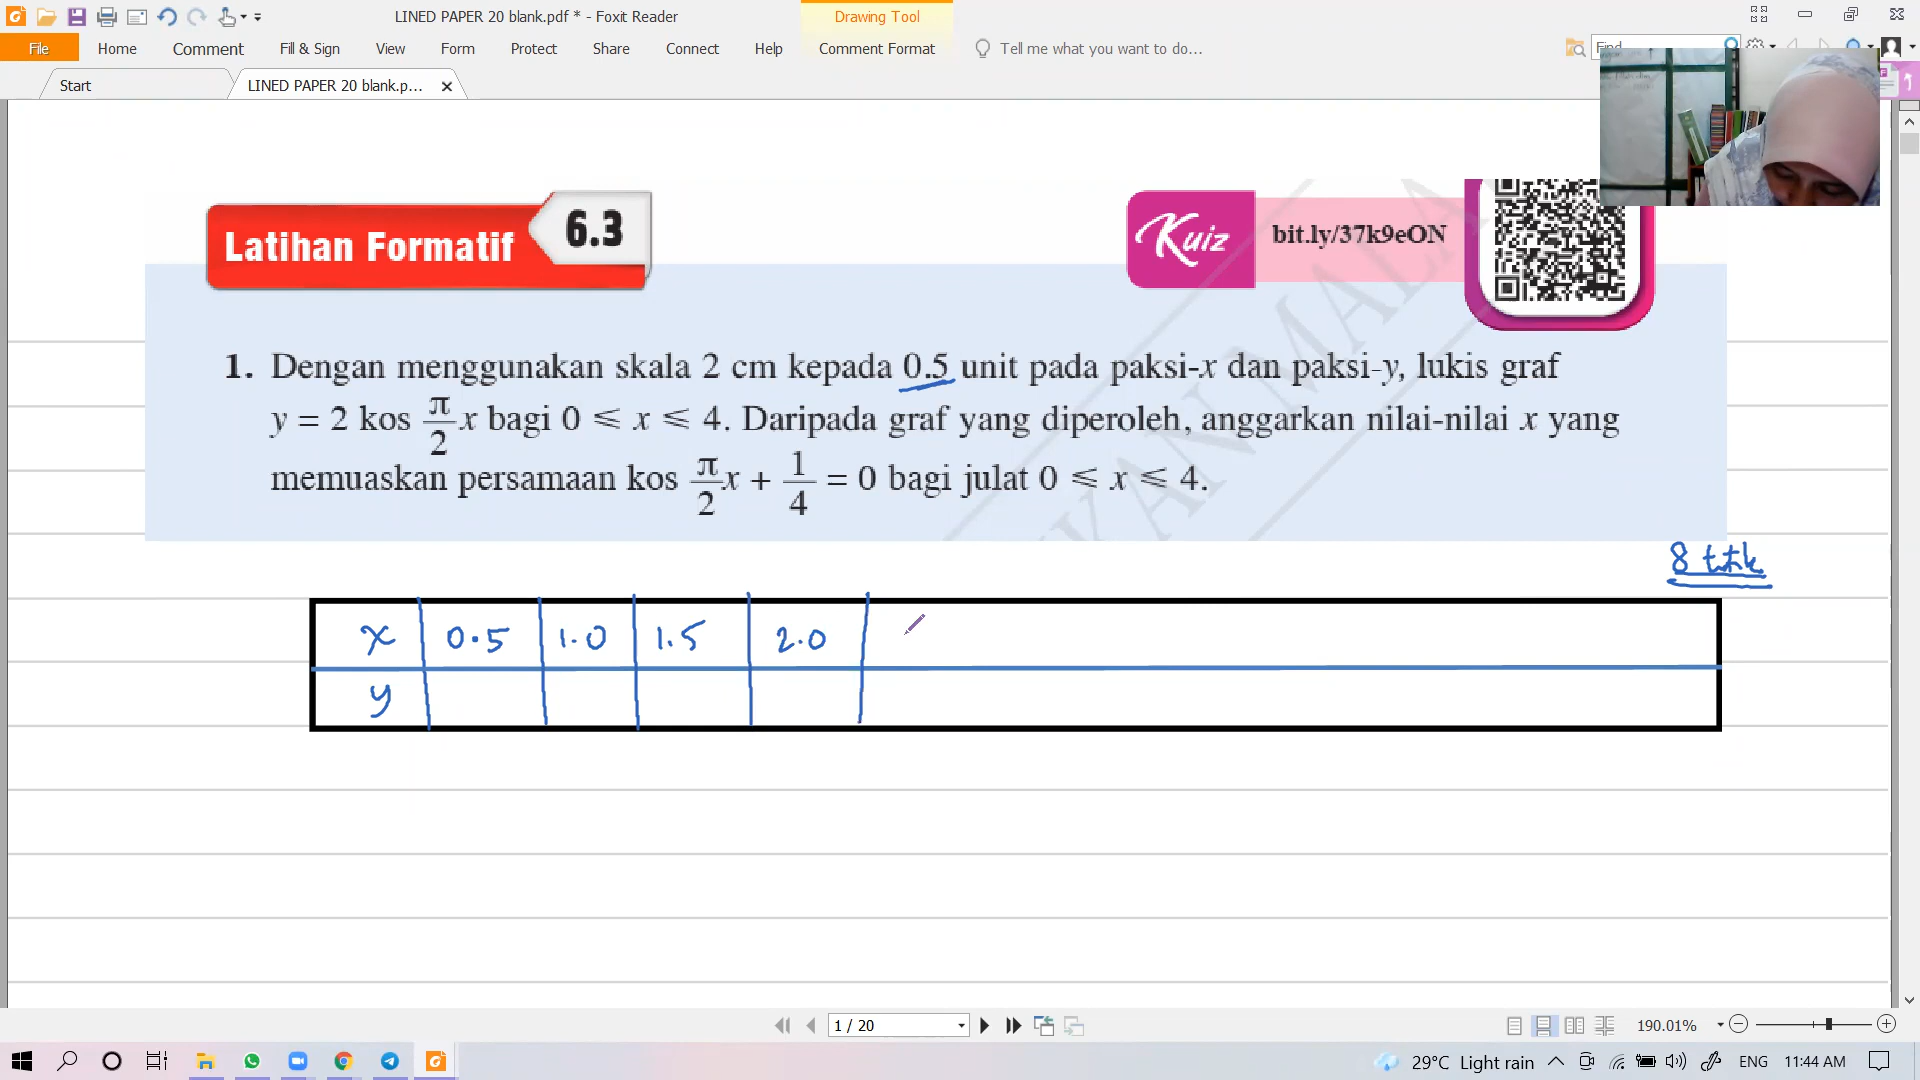 LINED PAPER 20 blank.pdf * - Foxit Reader
Drawing Tool
File Home Comment Fill & Sign View Form Protect Share Connect Help Comment Format Tell me what you want to do... Find
Start LINED PAPER 20 blank.p...
Latihan Formatif 6.3
Kuiz bit.ly/37k9eON
1. Dengan menggunakan skala 2 cm kepada 0.5 unit pada paksi-x dan paksi-y, lukis graf
y = 2 kos π/2 x bagi 0 ⩽ x ⩽ 4. Daripada graf yang diperoleh, anggarkan nilai-nilai x yang
memuaskan persamaan kos π/2 x + 1/4 = 0 bagi julat 0 ⩽ x ⩽ 4.
8 titik
x 0.5 1.0 1.5 2.0
y
1 / 20
190.01%
29°C Light rain ENG 11:44 AM